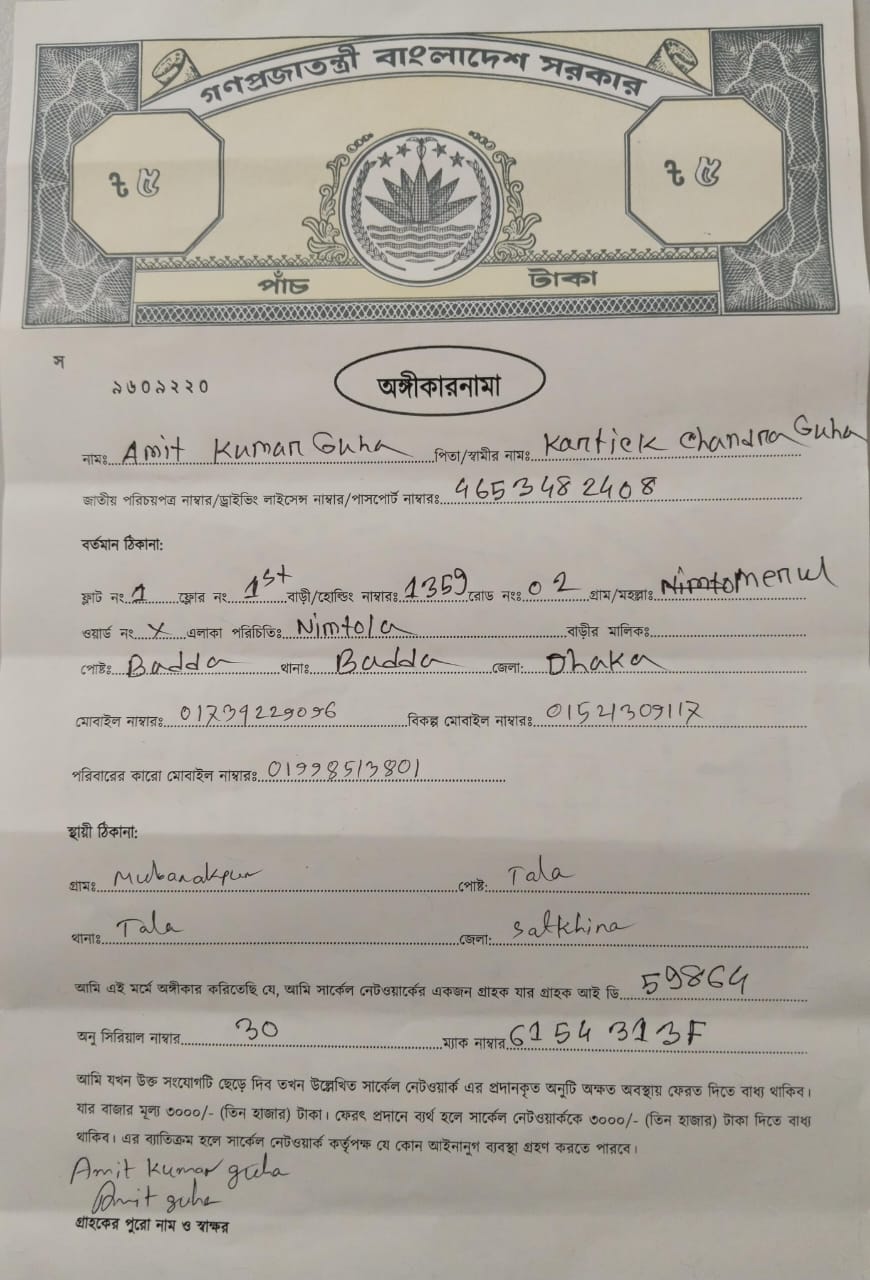 গণপ্রজাতন্ত্রী বাংলাদেশ সরকার
৳ ৫ ৳ ৫
পাঁচ টাকা
স
৯৬০৯২২০
অঙ্গীকারনামা
নামঃ Amit Kumar Guha পিতা/স্বামীর নামঃ Kartick Chandra Guha
জাতীয় পরিচয়পত্র নাম্বার/ড্রাইভিং লাইসেন্স নাম্বার/পাসপোর্ট নাম্বারঃ 4653482408
বর্তমান ঠিকানা:
ফ্লাট নং 1 ফ্লোর নং 1st বাড়ী/হোল্ডিং নাম্বারঃ 1359 রোড নংঃ 02 গ্রাম/মহল্লাঃ
ওয়ার্ড নং X এলাকা পরিচিতিঃ Nimtola বাড়ীর মালিকঃ
পোষ্টঃ Badda থানাঃ Badda জেলা: Dhaka
মোবাইল নাম্বারঃ 01739229096 বিকল্প মোবাইল নাম্বারঃ 01521309117
পরিবারের কারো মোবাইল নাম্বারঃ 01998513801
স্থায়ী ঠিকানা:
গ্রামঃ Mubarakpur পোষ্ট: Tala
থানাঃ Tala জেলা: Satkhira
আমি এই মর্মে অঙ্গীকার করিতেছি যে, আমি সার্কেল নেটওয়ার্কের একজন গ্রাহক যার গ্রাহক আই ডি 59864
অনু সিরিয়াল নাম্বার 30 ম্যাক নাম্বার 6154313F
আমি যখন উক্ত সংযোগটি ছেড়ে দিব তখন উল্লেখিত সার্কেল নেটওয়ার্ক এর প্রদানকৃত অনুটি অক্ষত অবস্থায় ফেরত দিতে বাধ্য থাকিব।
যার বাজার মূল্য ৩০০০/- (তিন হাজার) টাকা। ফেরৎ প্রদানে ব্যর্থ হলে সার্কেল নেটওয়ার্ককে ৩০০০/- (তিন হাজার) টাকা দিতে বাধ্য
থাকিব। এর ব্যতিক্রম হলে সার্কেল নেটওয়ার্ক কর্তৃপক্ষ যে কোন আইনানুগ ব্যবস্থা গ্রহণ করতে পারবে।
Amit Kumar guha
Amit guha
গ্রাহকের পুরো নাম ও স্বাক্ষর